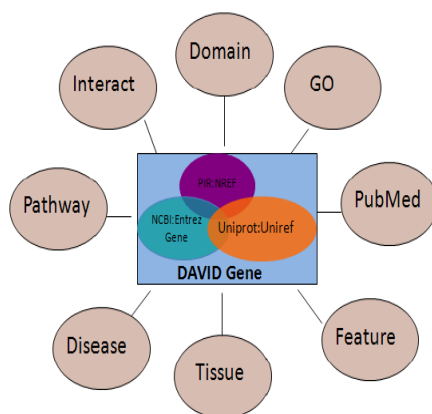 Domain
Interact
GO
PIR:NREF
Pathway
NCBI:Entrez
Gene
Uniprot:Uniref
PubMed
DAVID Gene
Disease
Tissue
Feature